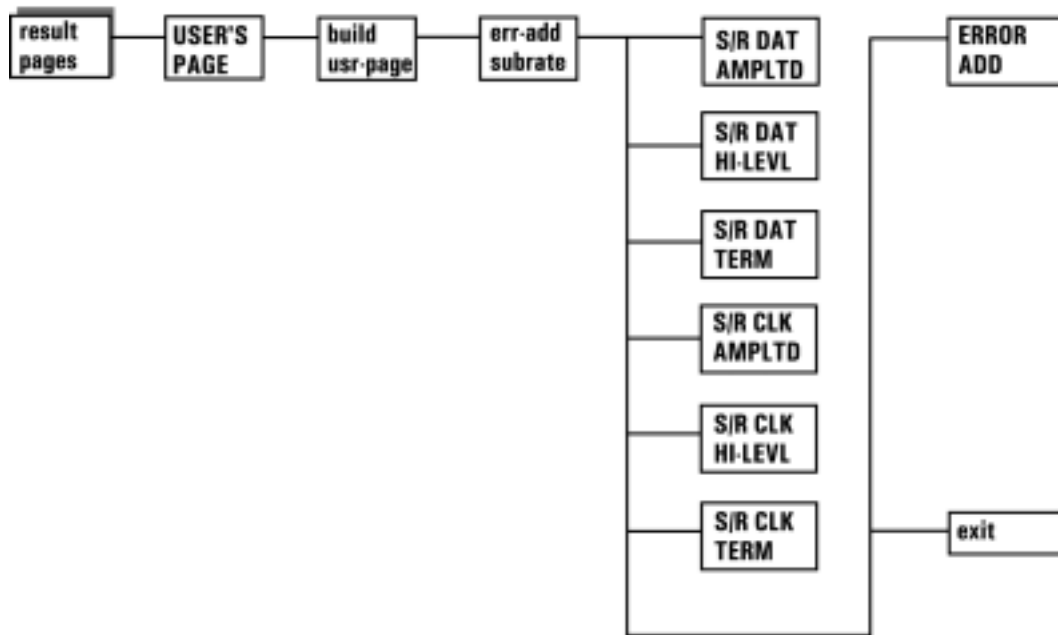 result
pages
USER'S
PAGE
build
usr-page
err-add
subrate
S/R DAT
AMPLTD
S/R DAT
HI-LEVL
S/R DAT
TERM
S/R CLK
AMPLTD
S/R CLK
HI-LEVL
S/R CLK
TERM
ERROR
ADD
exit